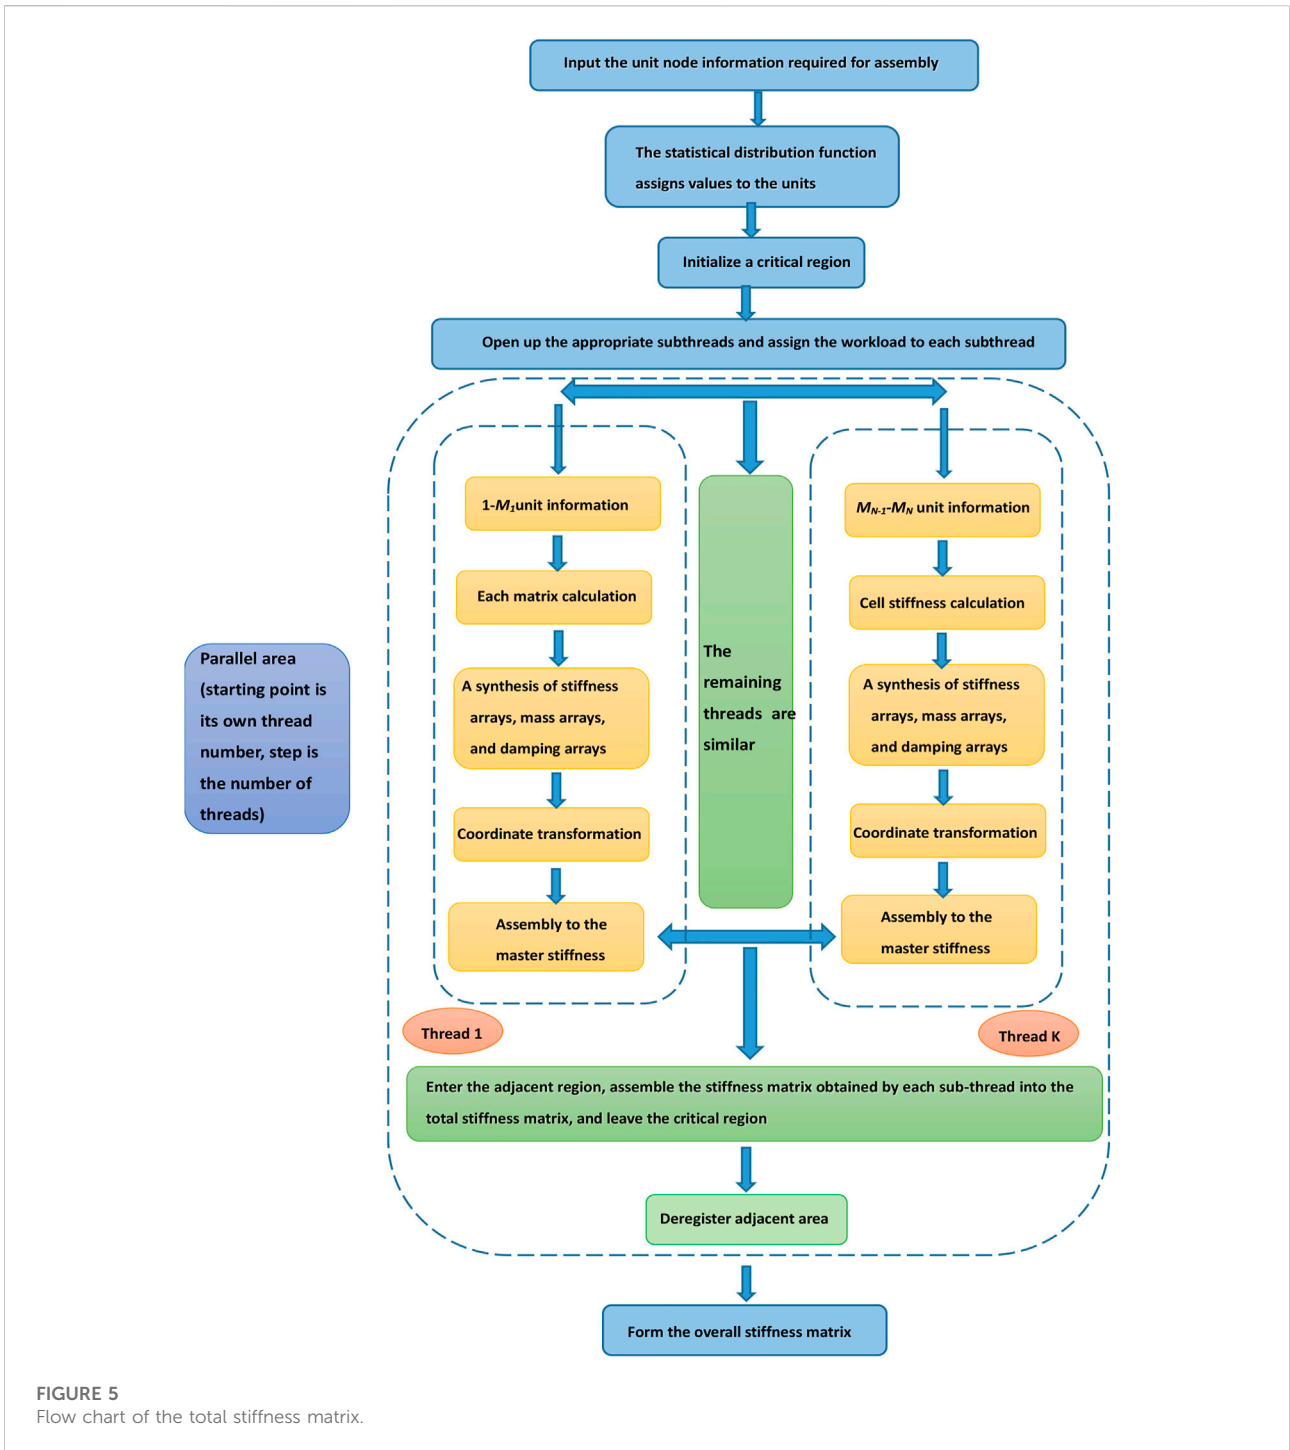 Input the unit node information required for assembly
The statistical distribution function
assigns values to the units
Initialize a critical region
Open up the appropriate subthreads and assign the workload to each subthread
1-M1unit information
Each matrix calculation
A synthesis of stiffness
arrays, mass arrays,
and damping arrays
Coordinate transformation
Assembly to the
master stiffness
The
remaining
threads are
similar
MN-1-MN unit information
Cell stiffness calculation
A synthesis of stiffness
arrays, mass arrays,
and damping arrays
Coordinate transformation
Assembly to the
master stiffness
Parallel area
(starting point is
its own thread
number, step is
the number of
threads)
Thread 1
Thread K
Enter the adjacent region, assemble the stiffness matrix obtained by each sub-thread into the
total stiffness matrix, and leave the critical region
Deregister adjacent area
Form the overall stiffness matrix
FIGURE 5
Flow chart of the total stiffness matrix.